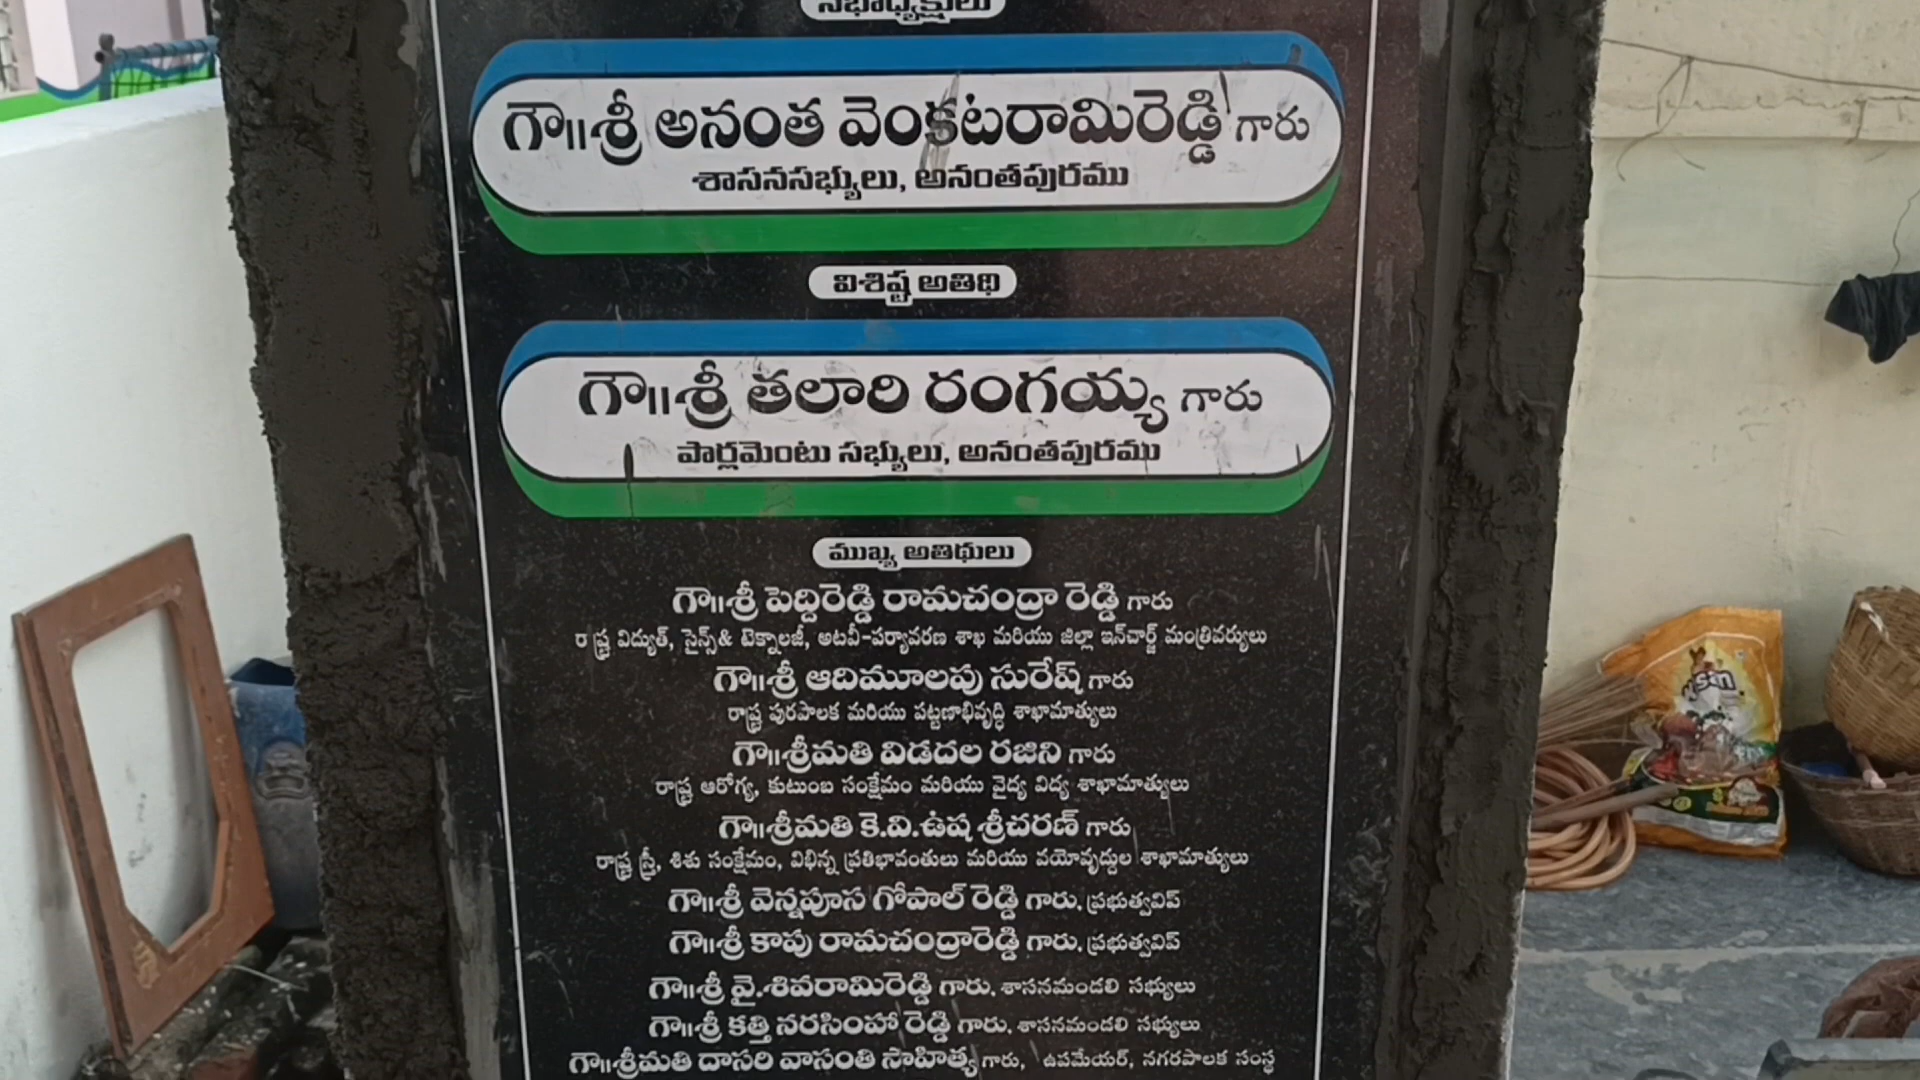 సభాధ్యక్షులు
గౌ॥శ్రీ అనంత వెంకటరామిరెడ్డి గారు
శాసనసభ్యులు, అనంతపురము
విశిష్ట అతిథి
గౌ॥శ్రీ తలారి రంగయ్య గారు
పార్లమెంటు సభ్యులు, అనంతపురము
ముఖ్య అతిథులు
గౌ॥శ్రీ పెద్దిరెడ్డి రామచంద్రా రెడ్డి గారు
రాష్ట్ర విద్యుత్, సైన్స్& టెక్నాలజీ, అటవీ-పర్యావరణ శాఖ మరియు జిల్లా ఇన్‌చార్జ్ మంత్రివర్యులు
గౌ॥శ్రీ ఆదిమూలపు సురేష్ గారు
రాష్ట్ర పురపాలక మరియు పట్టణాభివృద్ధి శాఖామాత్యులు
గౌ॥శ్రీమతి విడదల రజిని గారు
రాష్ట్ర ఆరోగ్య, కుటుంబ సంక్షేమం మరియు వైద్య విద్య శాఖామాత్యులు
గౌ॥శ్రీమతి కె.వి.ఉష శ్రీచరణ్ గారు
రాష్ట్ర స్త్రీ, శిశు సంక్షేమం, విభిన్న ప్రతిభావంతులు మరియు వయోవృద్దుల శాఖామాత్యులు
గౌ॥శ్రీ వెన్నపూస గోపాల్ రెడ్డి గారు, ప్రభుత్వవిప్
గౌ॥శ్రీ కాపు రామచంద్రారెడ్డి గారు, ప్రభుత్వవిప్
గౌ॥శ్రీ వై.శివరామిరెడ్డి గారు, శాసనమండలి సభ్యులు
గౌ॥శ్రీ కత్తి నరసింహా రెడ్డి గారు, శాసనమండలి సభ్యులు
గౌ॥శ్రీమతి దాసరి వాసంతి సాహిత్య గారు, ఉపమేయర్, నగరపాలక సంస్థ